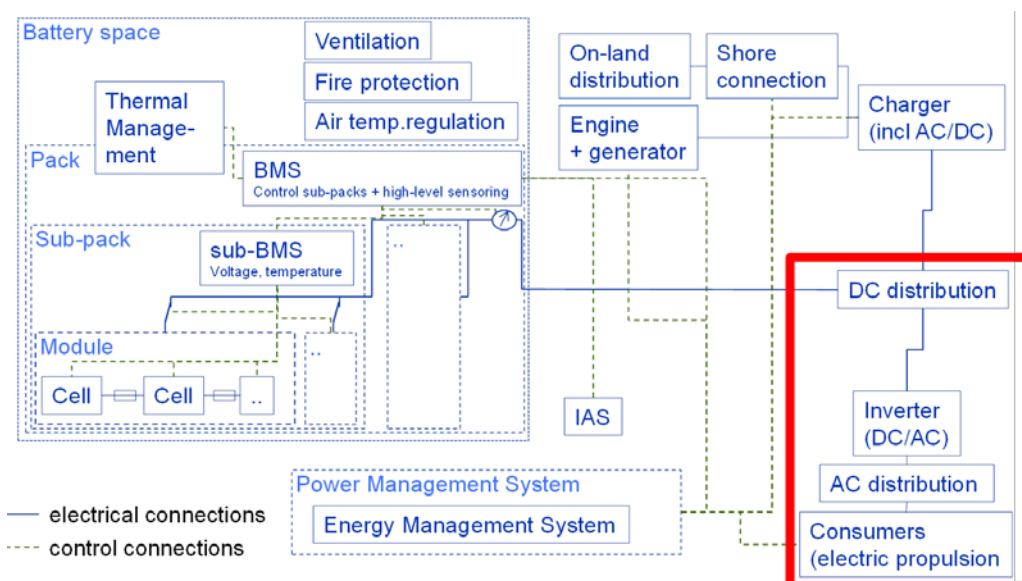 Battery space
Ventilation
Fire protection
Air temp.regulation
Thermal
Manage-
ment
Pack
BMS
Control sub-packs + high-level sensoring
Sub-pack
sub-BMS
Voltage, temperature
..
Module
..
Cell
Cell
..
On-land
distribution
Shore
connection
Engine
+ generator
Charger
(incl AC/DC)
DC distribution
Inverter
(DC/AC)
AC distribution
Consumers
(electric propulsion
IAS
Power Management System
Energy Management System
electrical connections
control connections